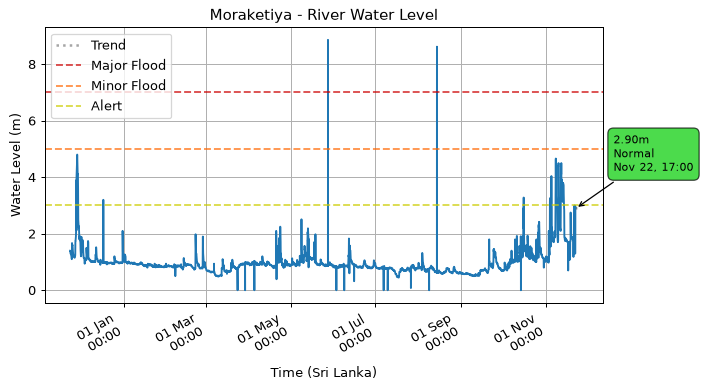 Moraketiya - River Water Level
Trend
Major Flood
Minor Flood
Alert
2.90m
Normal
Nov 22, 17:00
Water Level (m)
8
6
4
2
0
01 Jan
00:00
01 Mar
00:00
01 May
00:00
01 Jul
00:00
01 Sep
00:00
01 Nov
00:00
Time (Sri Lanka)